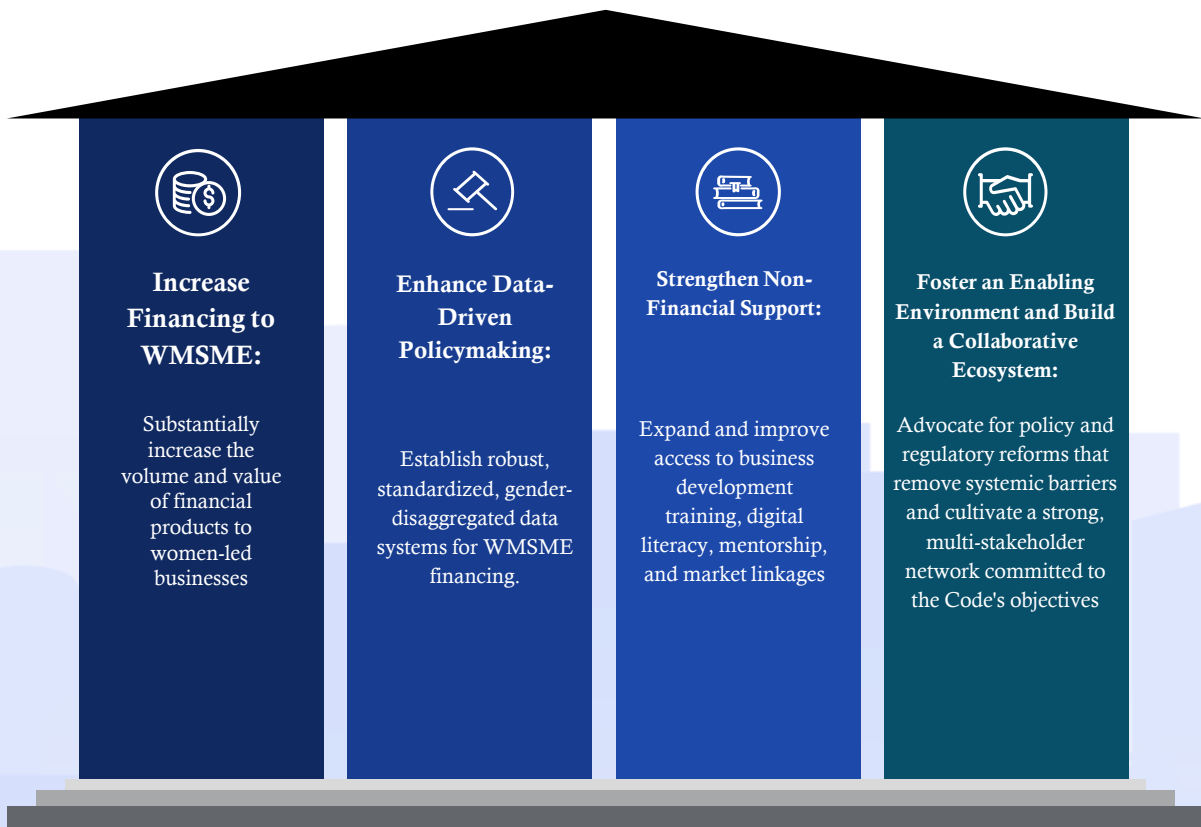 Increase
Financing to
WMSME:
Substantially
increase the
volume and value
of financial
products to
women-led
businesses
Enhance Data-
Driven
Policymaking:
Establish robust,
standardized, gender-
disaggregated data
systems for WMSME
financing.
Strengthen Non-
Financial Support:
Expand and improve
access to business
development
training, digital
literacy, mentorship,
and market linkages
Foster an Enabling
Environment and Build
a Collaborative
Ecosystem:
Advocate for policy and
regulatory reforms that
remove systemic barriers
and cultivate a strong,
multi-stakeholder
network committed to
the Code's objectives